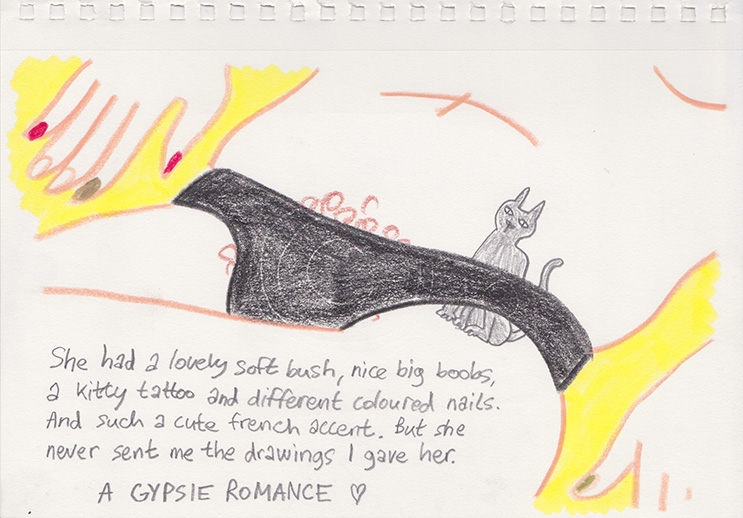 She had a lovely soft bush, nice big boobs,
a kitty tattoo and different coloured nails.
And such a cute french accent. But she
never sent me the drawings I gave her.
A GYPSIE ROMANCE ♡